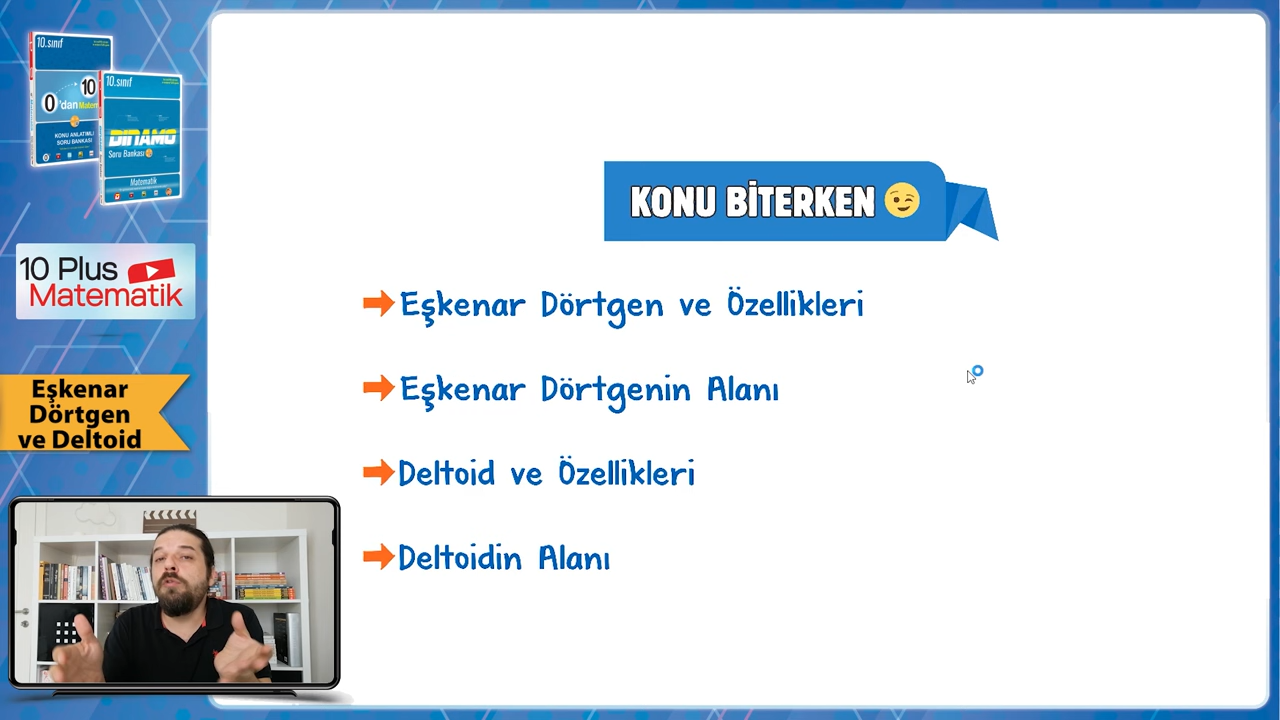 10.sınıf
10
0'dan
KONU ANLATIMLI
SORU BANKASI
10.sınıf
DİNAMO
Soru Bankası
Matematik
10 Plus
Matematik
Eşkenar
Dörtgen
ve Deltoid
KONU BİTERKEN
Eşkenar Dörtgen ve Özellikleri
Eşkenar Dörtgenin Alanı
Deltoid ve Özellikleri
Deltoidin Alanı